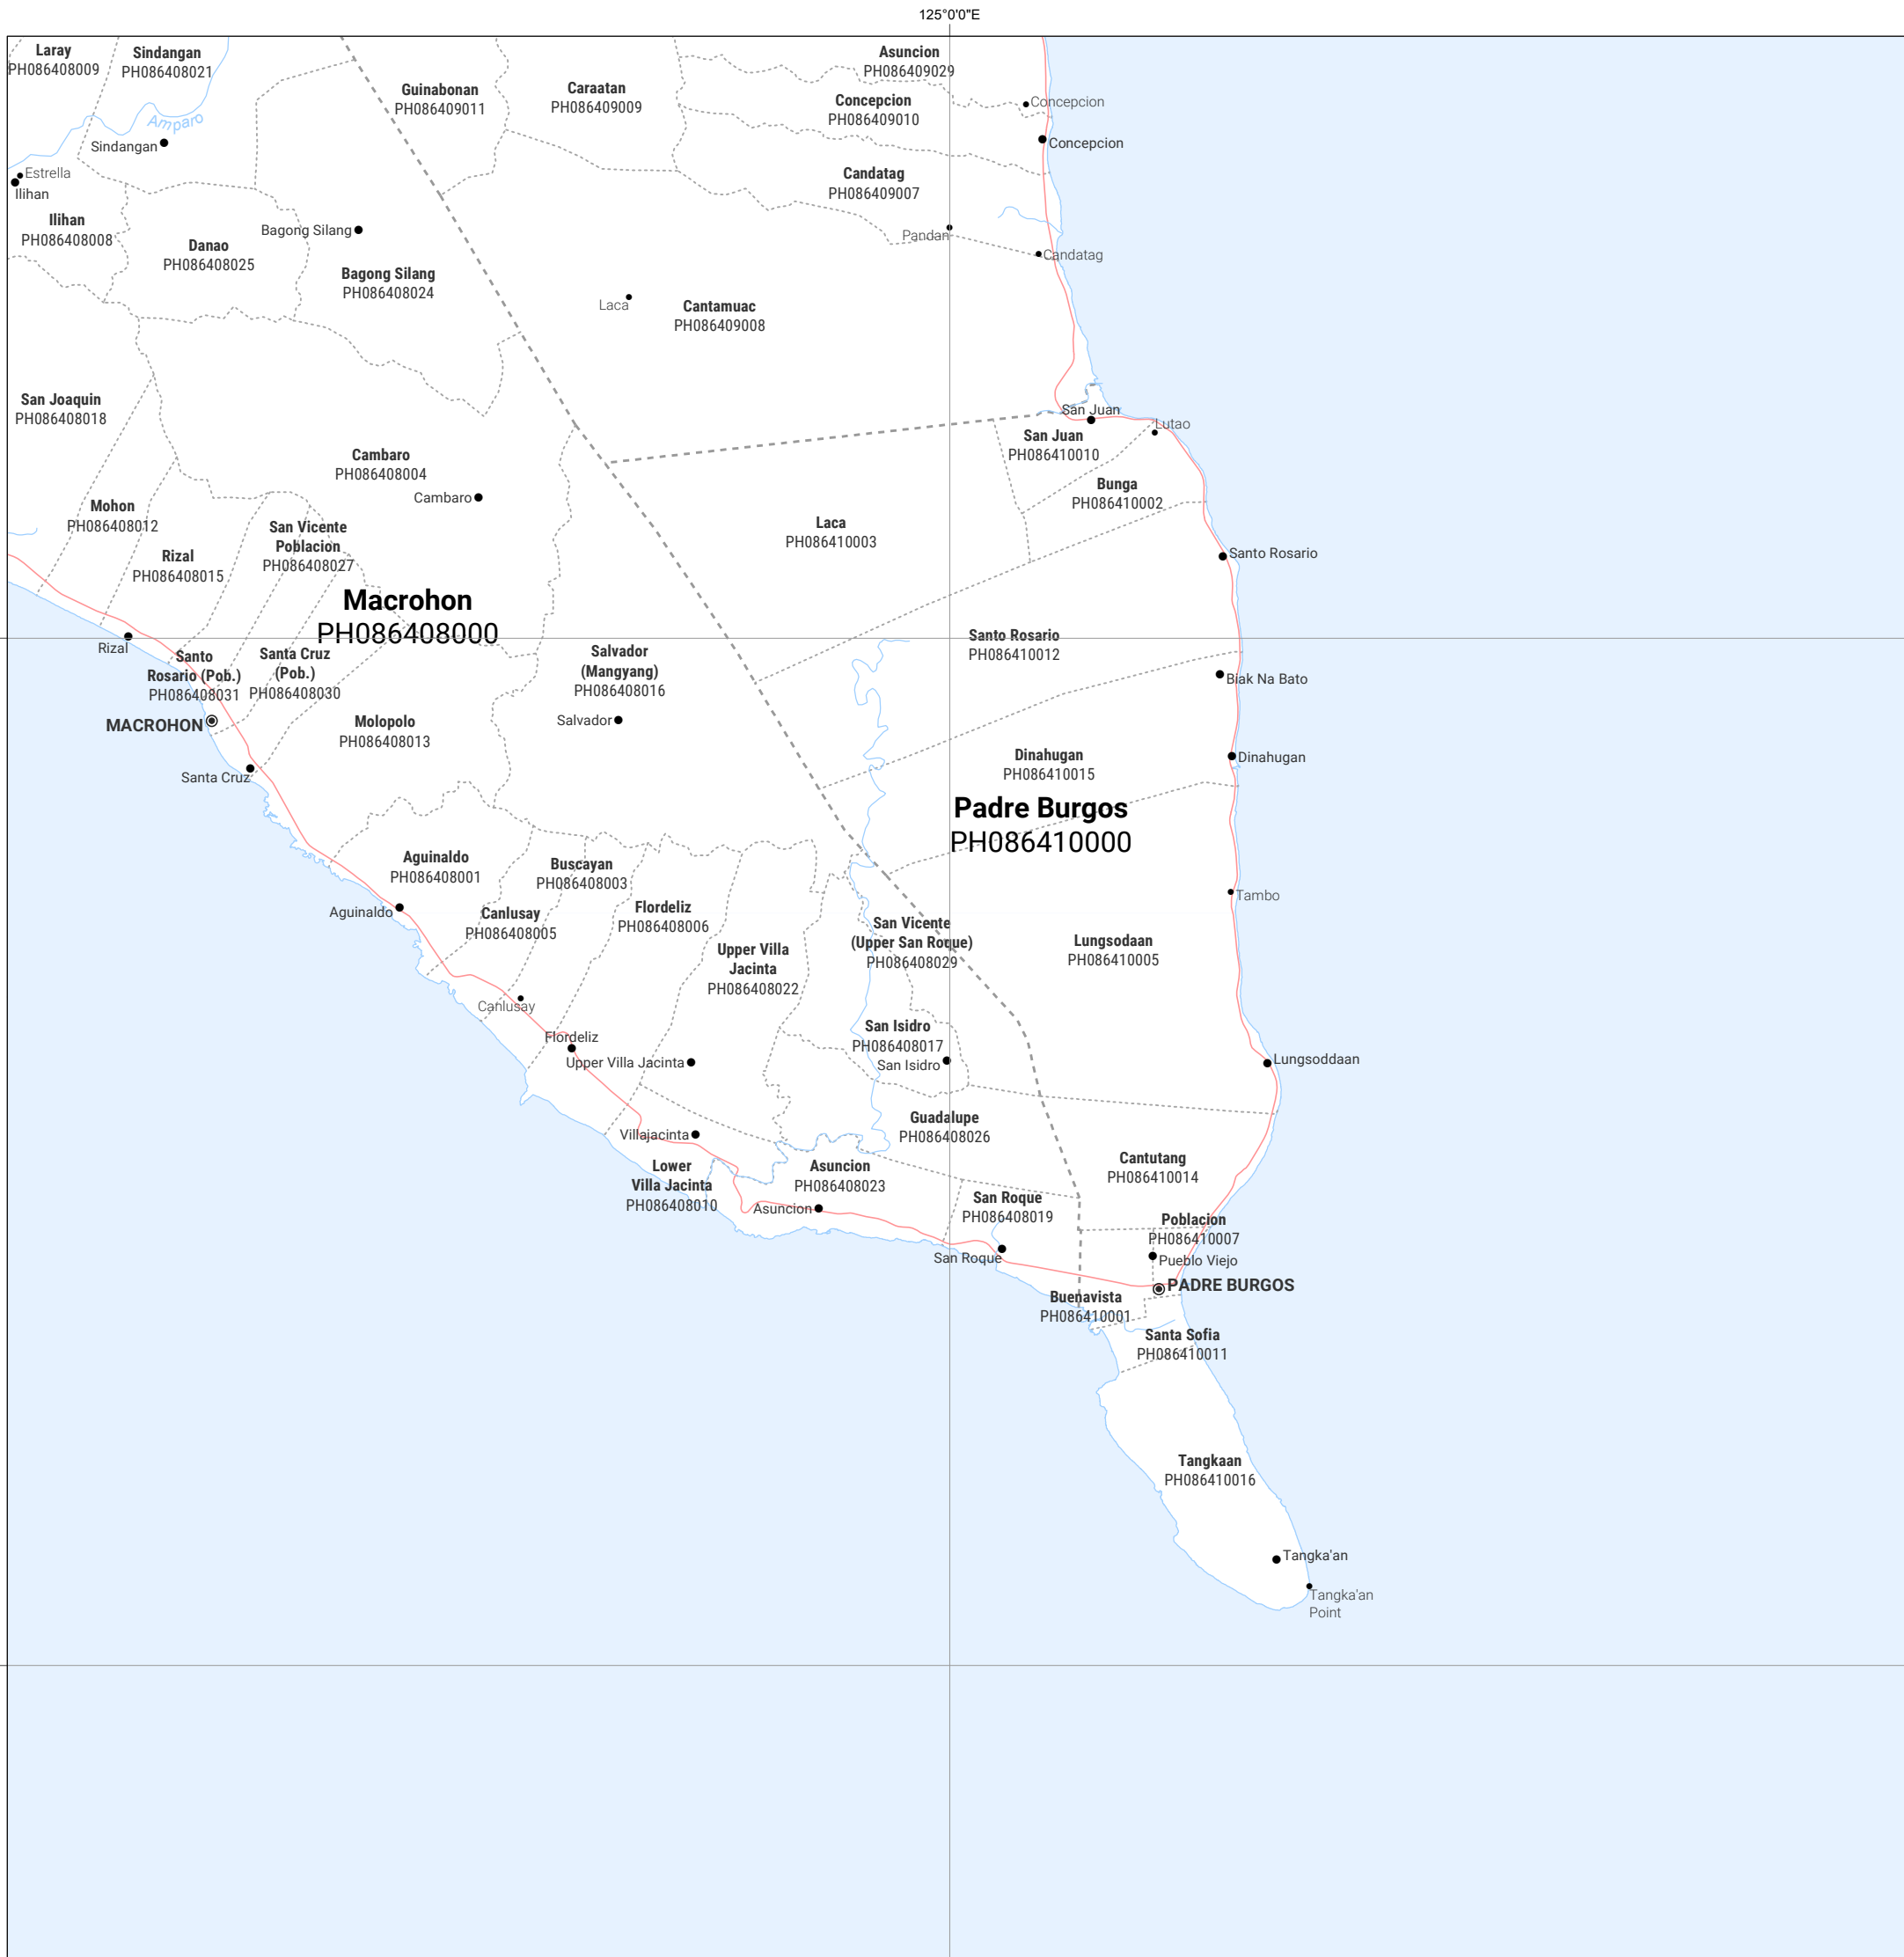 125°0'0"E
Laray
PH086408009
Sindangan
PH086408021
Guinabonan
PH086409011
Caraatan
PH086409009
Asuncion
PH086409029
Concepcion
PH086409010
Concepcion
Concepcion
Amparo
Sindangan
Estrella
Ilihan
Ilihan
PH086408008
Danao
PH086408025
Bagong Silang
Bagong Silang
PH086408024
Candatag
PH086409007
Pandan
Candatag
Laca
Cantamuac
PH086409008
San Joaquin
PH086408018
Cambaro
PH086408004
Cambaro
San Juan
San Juan
PH086410010
Lutao
Bunga
PH086410002
Mohon
PH086408012
Rizal
PH086408015
San Vicente
Poblacion
PH086408027
Laca
PH086410003
Santo Rosario
Macrohon
PH086408000
Rizal
Santo
Rosario (Pob.)
PH086408031
Santa Cruz
(Pob.)
PH086408030
Salvador
(Mangyang)
PH086408016
Salvador
Santo Rosario
PH086410012
Biak Na Bato
MACROHON
Molopolo
PH086408013
Santa Cruz
Dinahugan
PH086410015
Dinahugan
Padre Burgos
PH086410000
Aguinaldo
PH086408001
Aguinaldo
Buscayan
PH086408003
Canlusay
PH086408005
Flordeliz
PH086408006
Upper Villa
Jacinta
PH086408022
San Vicente
(Upper San Roque)
PH086408029
Tambo
Lungsodaan
PH086410005
Canlusay
Flordeliz
Upper Villa Jacinta
San Isidro
PH086408017
San Isidro
Lungsoddaan
Villajacinta
Guadalupe
PH086408026
Lower
Villa Jacinta
PH086408010
Asuncion
PH086408023
Asuncion
Cantutang
PH086410014
San Roque
PH086408019
San Roque
Poblacion
PH086410007
Pueblo Viejo
PADRE BURGOS
Buenavista
PH086410001
Santa Sofia
PH086410011
Tangkaan
PH086410016
Tangka'an
Tangka'an
Point